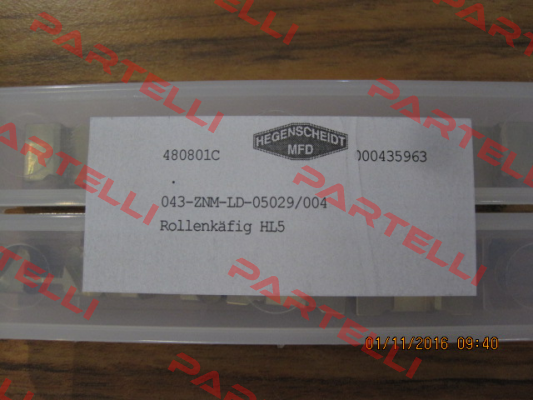 PARTELLI
PARTELLI
480801C
HEGENSCHEIDT
MFD
000435963
043-ZNM-LD-05029/004
Rollenkäfig HL5
PARTELLI
PARTELLI
PARTELLI
01/11/2016 09:40
PARTELLI